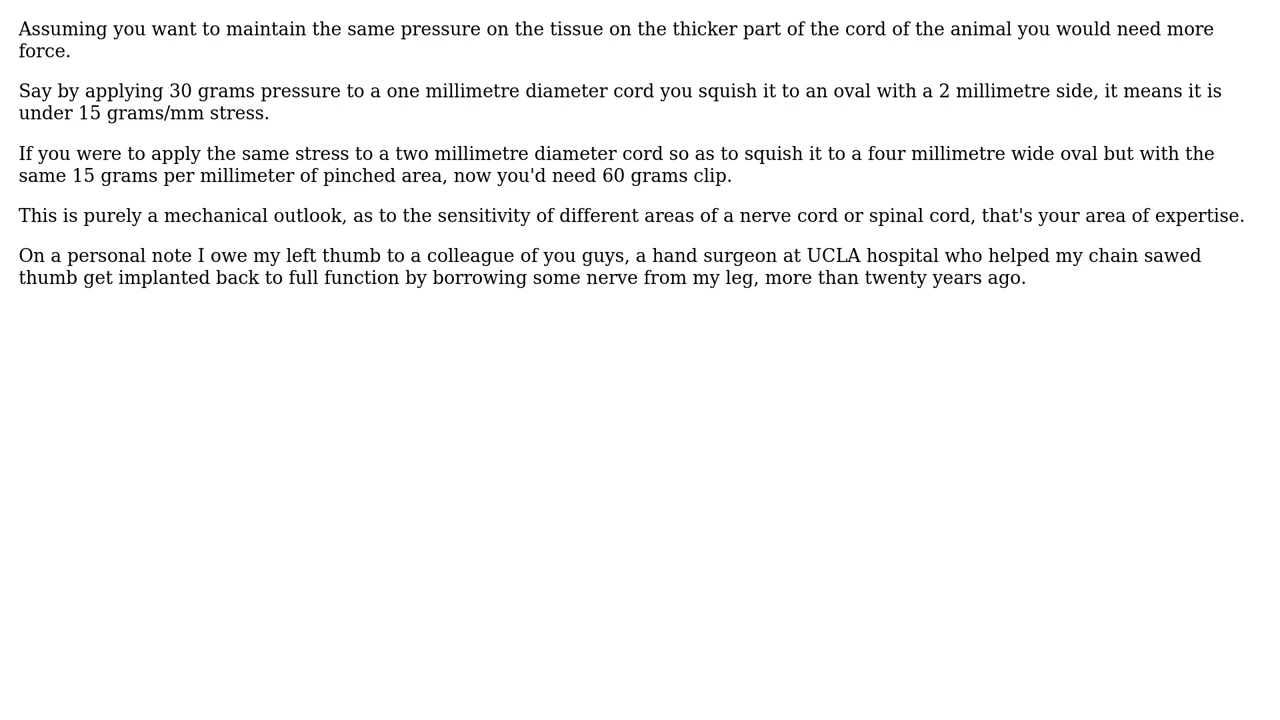 Assuming you want to maintain the same pressure on the tissue on the thicker part of the cord of the animal you would need more
force.
Say by applying 30 grams pressure to a one millimetre diameter cord you squish it to an oval with a 2 millimetre side, it means it is
under 15 grams/mm stress.
If you were to apply the same stress to a two millimetre diameter cord so as to squish it to a four millimetre wide oval but with the
same 15 grams per millimeter of pinched area, now you'd need 60 grams clip.
This is purely a mechanical outlook, as to the sensitivity of different areas of a nerve cord or spinal cord, that's your area of expertise.
On a personal note I owe my left thumb to a colleague of you guys, a hand surgeon at UCLA hospital who helped my chain sawed
thumb get implanted back to full function by borrowing some nerve from my leg, more than twenty years ago.